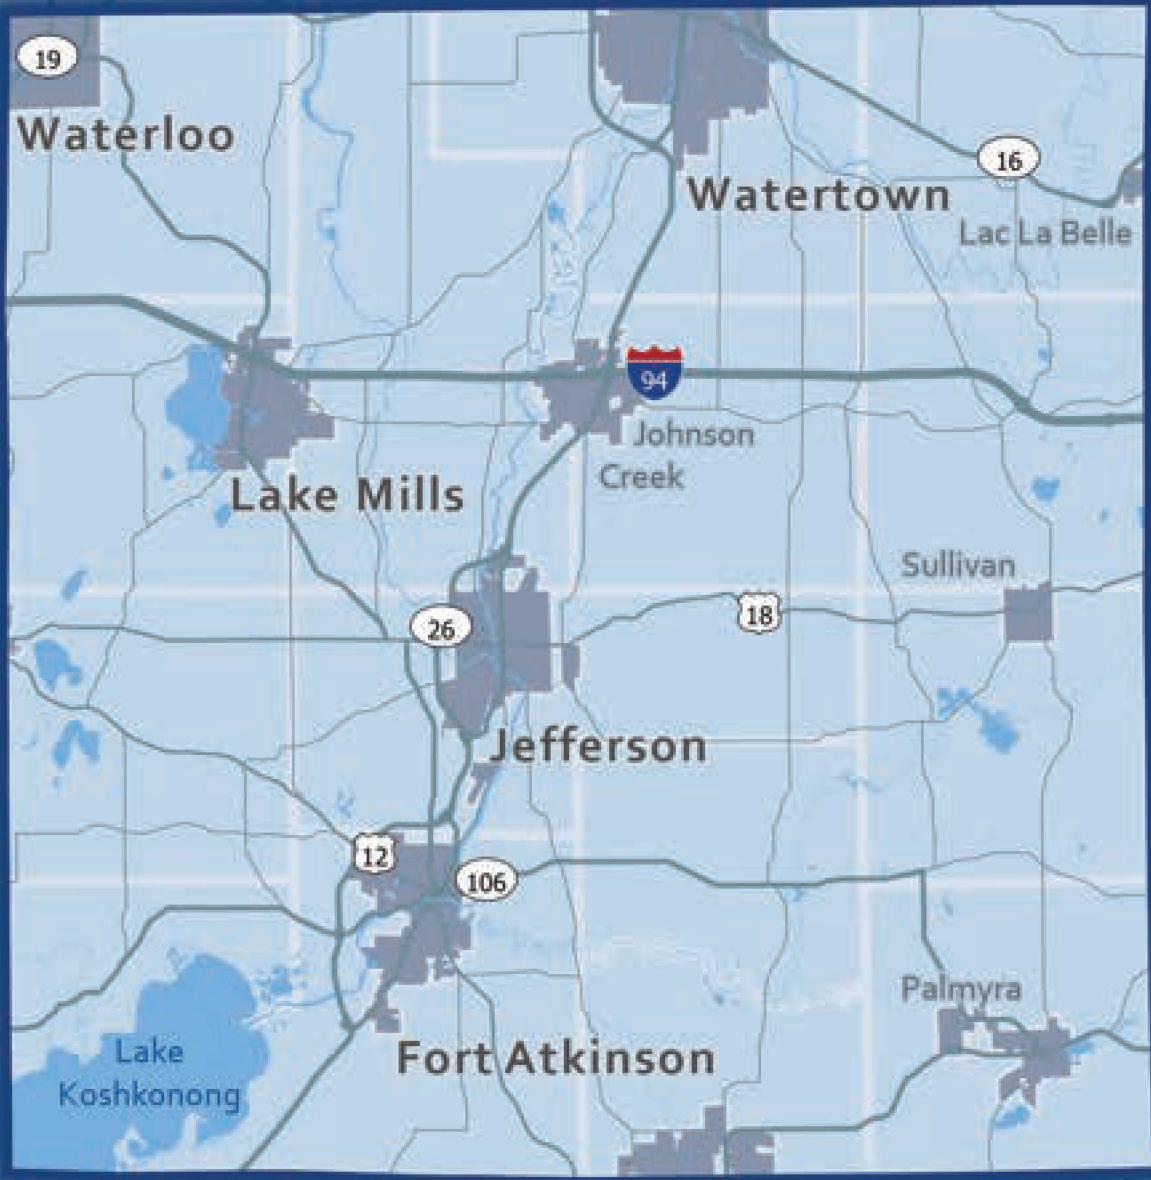 19
Waterloo
16
Watertown
Lac La Belle
94
Johnson
Creek
Lake Mills
Sullivan
18
26
Jefferson
12
106
Palmyra
Lake
Koshkonong
Fort Atkinson